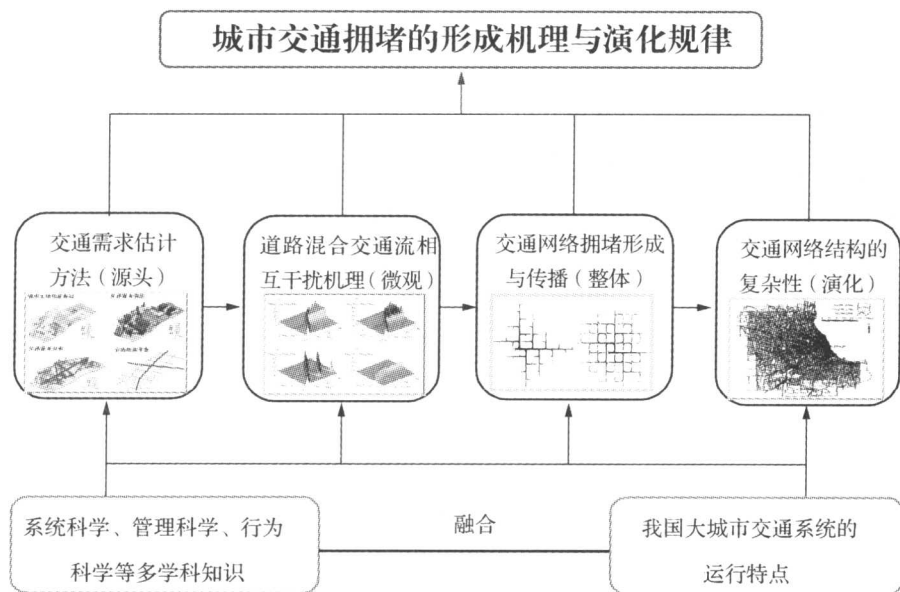 城市交通拥堵的形成机理与演化规律
交通需求估计
方法（源头）
道路混合交通流相
互干扰机理（微观）
交通网络拥堵形成
与传播（整体）
交通网络结构的
复杂性（演化）
系统科学、管理科学、行为
科学等多学科知识
融合
我国大城市交通系统的
运行特点